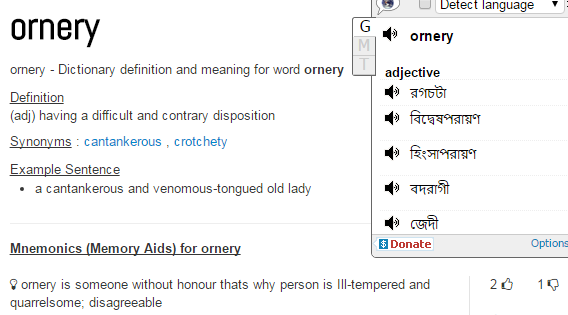 ornery
ornery - Dictionary definition and meaning for word ornery
Definition
(adj) having a difficult and contrary disposition
Synonyms : cantankerous , crotchety
Example Sentence
a cantankerous and venomous-tongued old lady
Mnemonics (Memory Aids) for ornery
ornery is someone without honour thats why person is Ill-tempered and
quarrelsome; disagreeable
2
1
Detect language
G
M
T
ornery
adjective
রগচটা
বিদ্বেষপরায়ণ
হিংসাপরায়ণ
বদরাগী
জেদী
$ Donate
Options